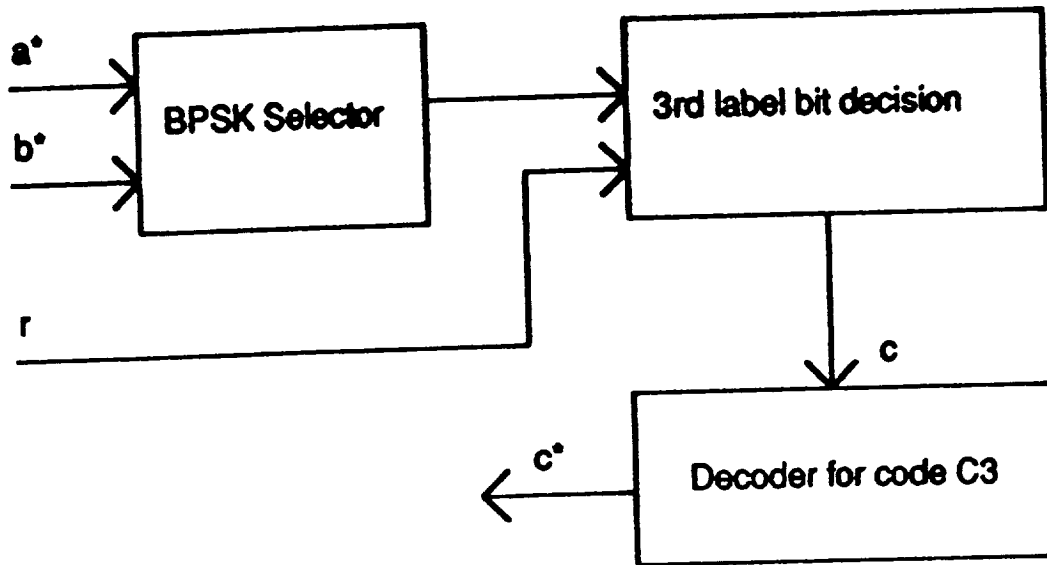 a*
BPSK Selector
3rd label bit decision
b*
r
c
c*
Decoder for code C3